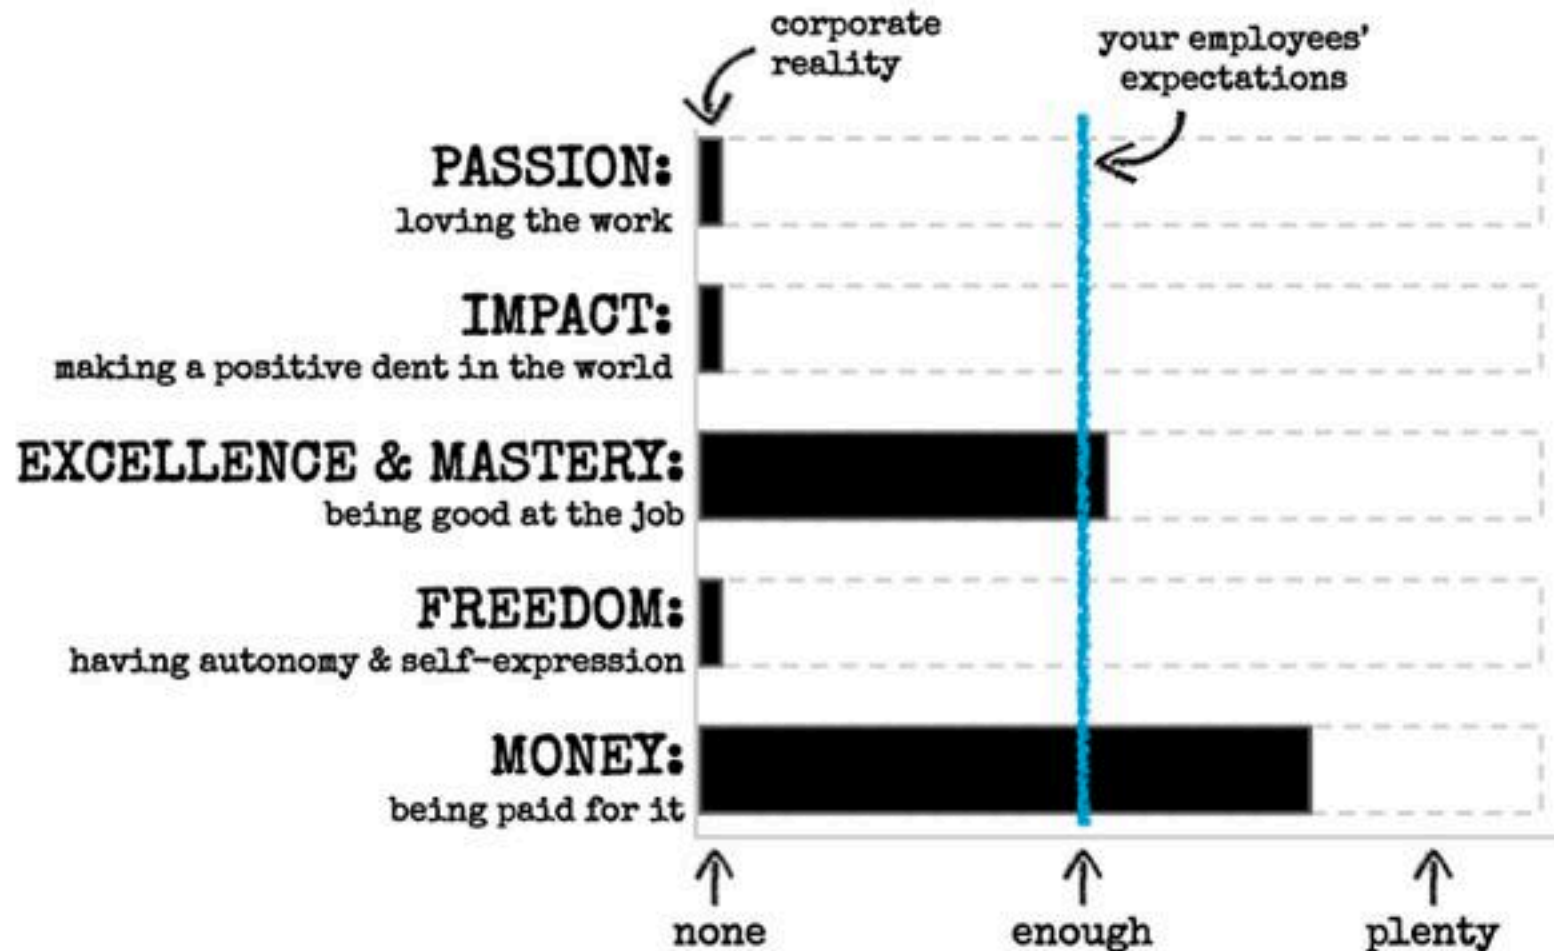 corporate
reality
your employees’
expectations
PASSION:
loving the work
IMPACT:
making a positive dent in the world
EXCELLENCE & MASTERY:
being good at the job
FREEDOM:
having autonomy & self-expression
MONEY:
being paid for it
none
enough
plenty